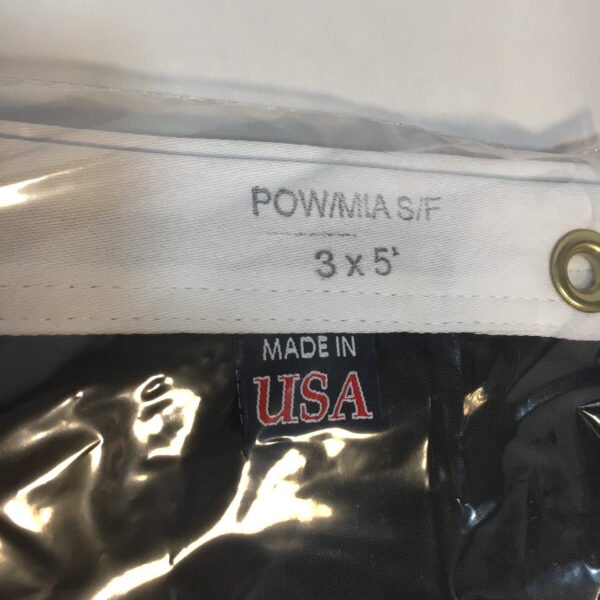 POW/MIA S/F
3 x 5'
MADE IN
USA